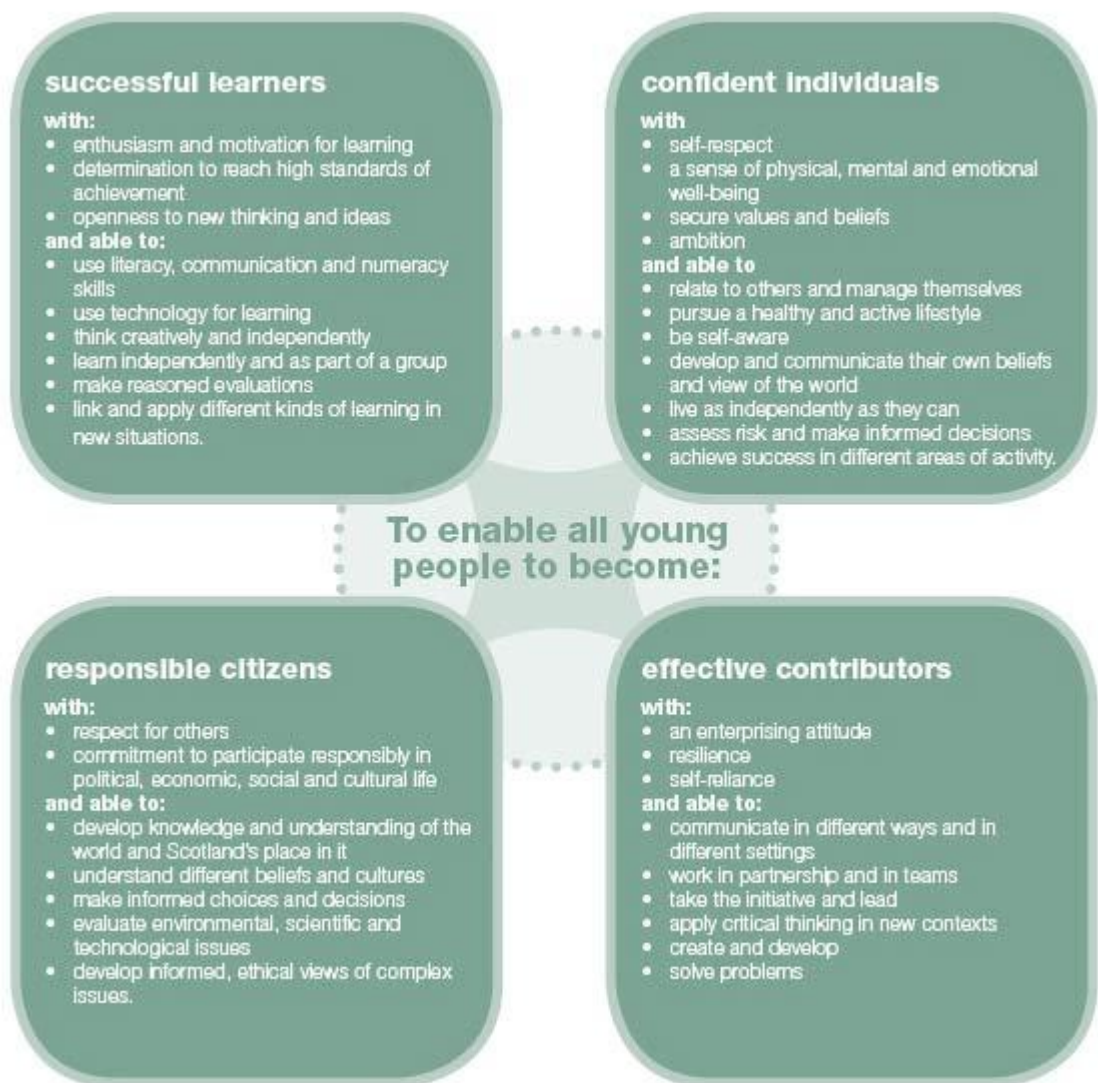 successful learners
with:
• enthusiasm and motivation for learning
• determination to reach high standards of
achievement
• openness to new thinking and ideas
and able to:
• use literacy, communication and numeracy
skills
• use technology for learning
• think creatively and independently
• learn independently and as part of a group
• make reasoned evaluations
• link and apply different kinds of learning in
new situations.
confident individuals
with
• self-respect
• a sense of physical, mental and emotional
well-being
• secure values and beliefs
• ambition
and able to
• relate to others and manage themselves
• pursue a healthy and active lifestyle
• be self-aware
• develop and communicate their own beliefs
and view of the world
• live as independently as they can
• assess risk and make informed decisions
• achieve success in different areas of activity.
To enable all young
people to become:
responsible citizens
with:
• respect for others
• commitment to participate responsibly in
political, economic, social and cultural life
and able to:
• develop knowledge and understanding of the
world and Scotland's place in it
• understand different beliefs and cultures
• make informed choices and decisions
• evaluate environmental, scientific and
technological issues
• develop informed, ethical views of complex
issues.
effective contributors
with:
• an enterprising attitude
• resilience
• self-reliance
and able to:
• communicate in different ways and in
different settings
• work in partnership and in teams
• take the initiative and lead
• apply critical thinking in new contexts
• create and develop
• solve problems